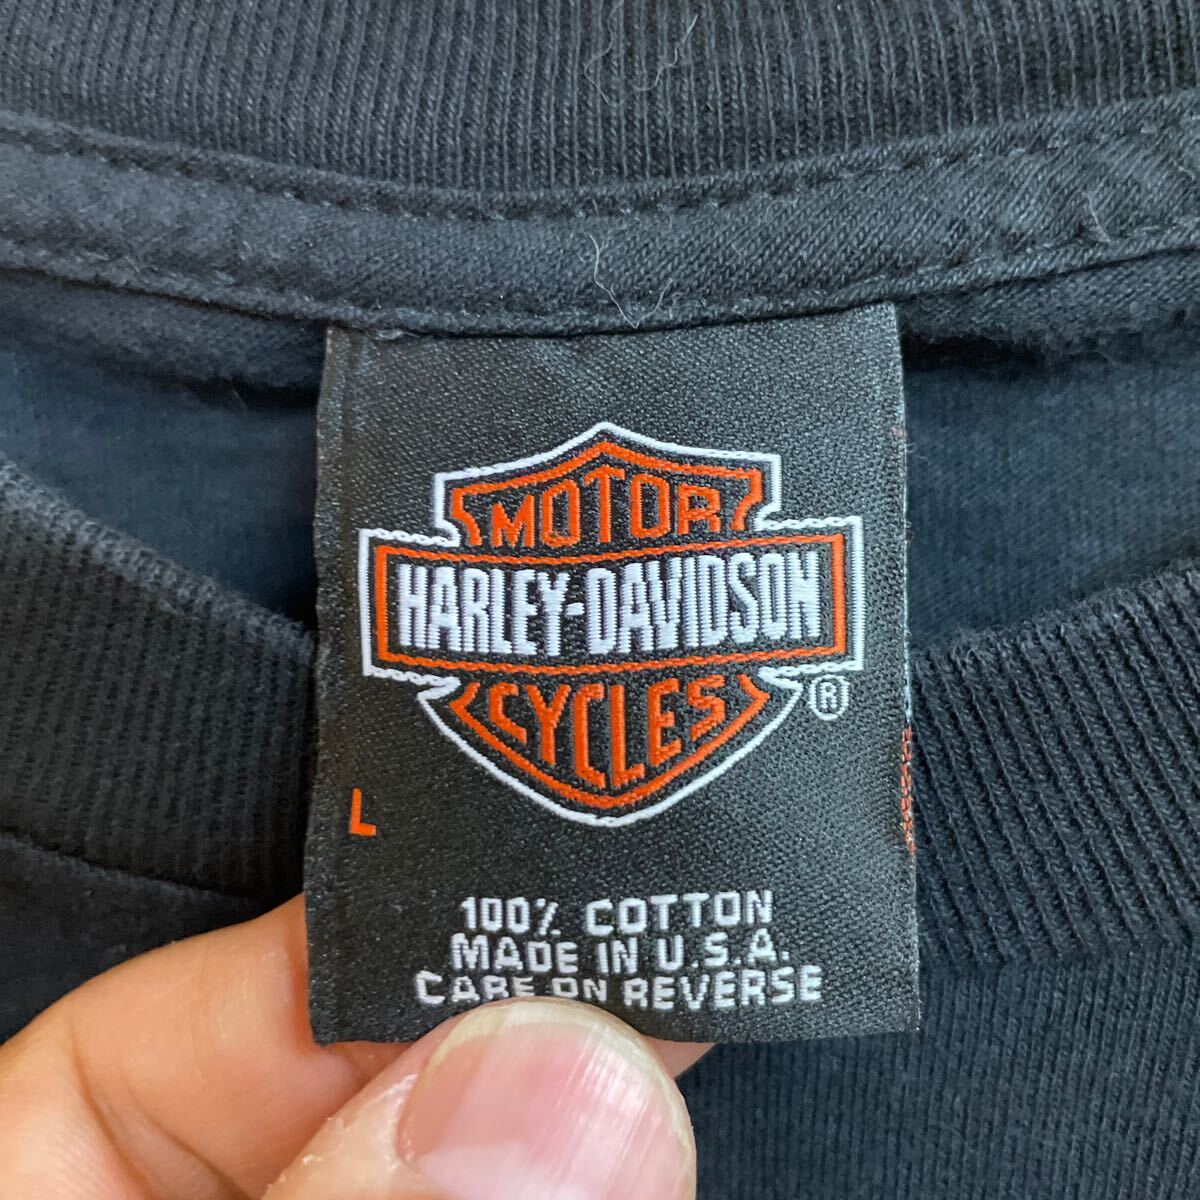 MOTOR
HARLEY-DAVIDSON
CYCLES
®
L
100% COTTON
MADE IN U.S.A.
CARE ON REVERSE